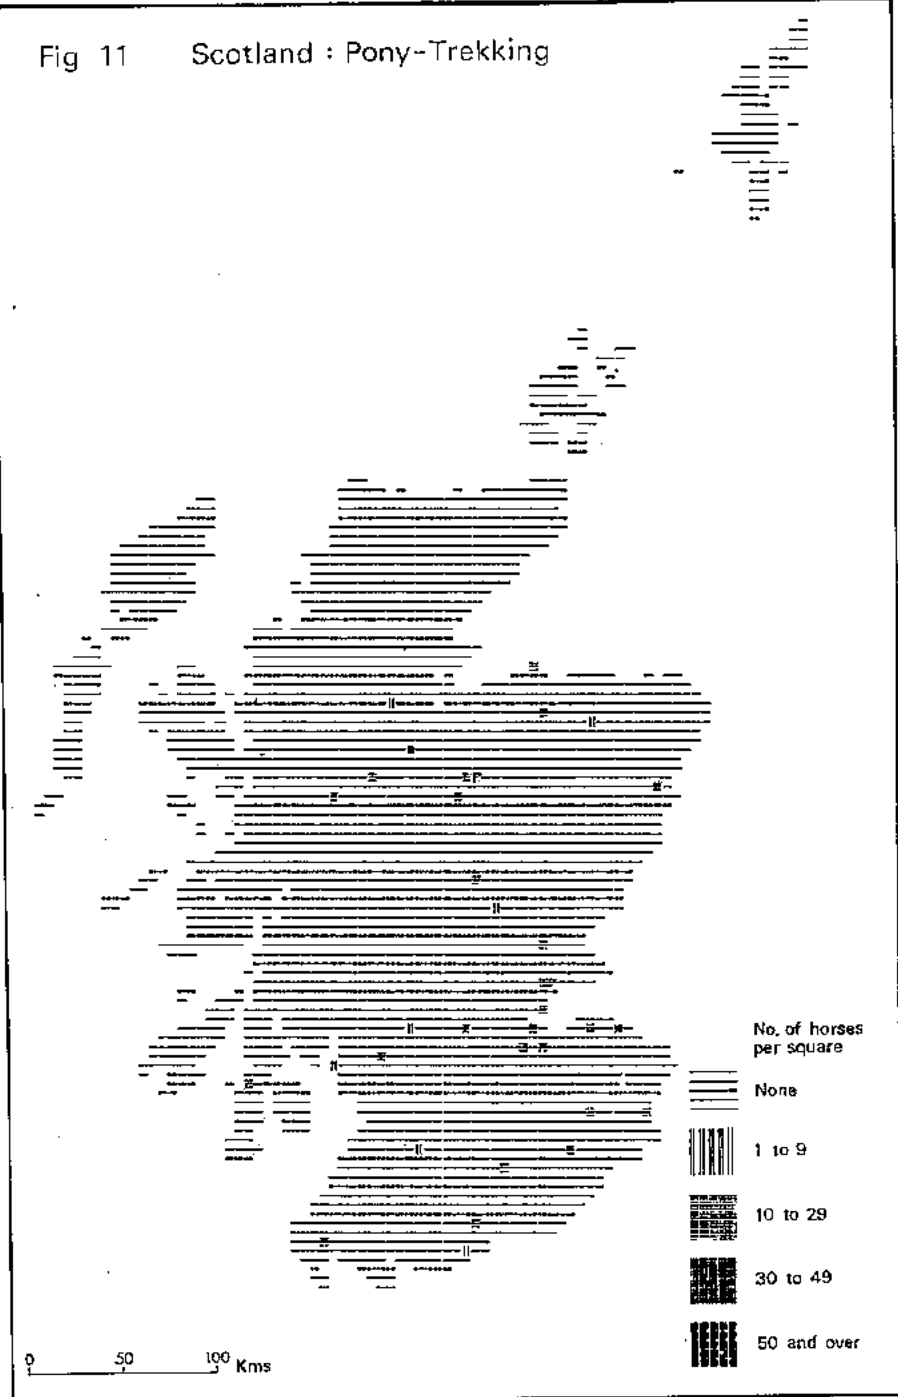 Fig 11 Scotland : Pony-Trekking
No. of horses
per square
None
1 to 9
10 to 29
30 to 49
50 and over
0 50 100 Kms